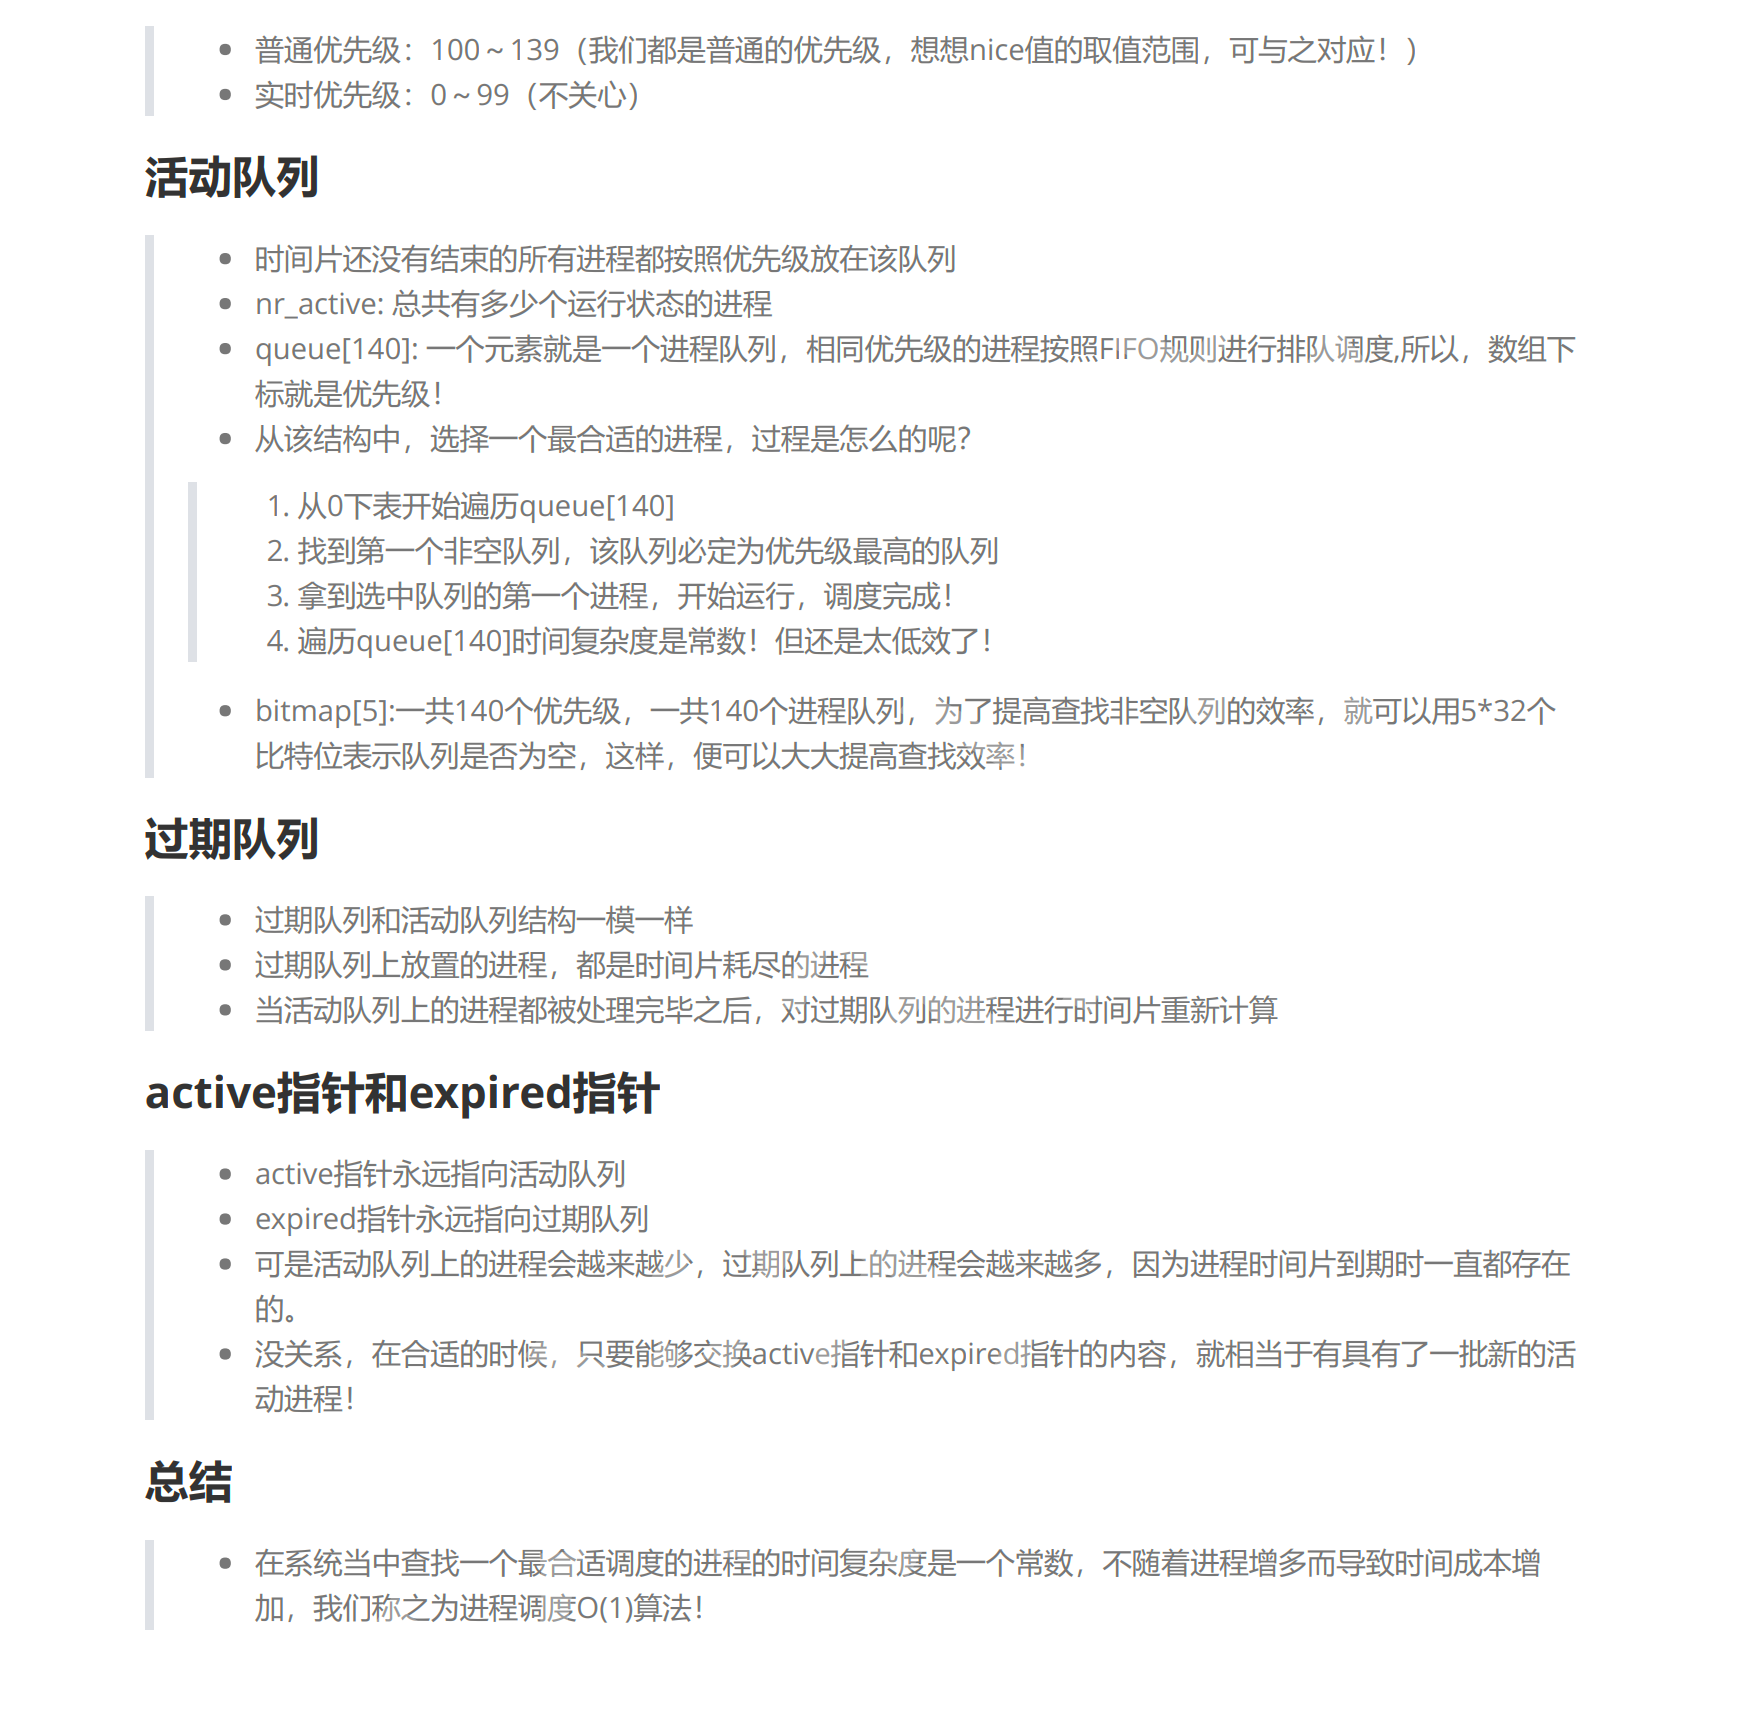 普通优先级：100～139（我们都是普通的优先级，想想nice值的取值范围，可与之对应！）
实时优先级：0～99（不关心）
活动队列
时间片还没有结束的所有进程都按照优先级放在该队列
nr_active: 总共有多少个运行状态的进程
queue[140]: 一个元素就是一个进程队列，相同优先级的进程按照FIFO规则进行排队调度,所以，数组下
标就是优先级！
从该结构中，选择一个最合适的进程，过程是怎么的呢？
1. 从0下表开始遍历queue[140]
2. 找到第一个非空队列，该队列必定为优先级最高的队列
3. 拿到选中队列的第一个进程，开始运行，调度完成！
4. 遍历queue[140]时间复杂度是常数！但还是太低效了！
bitmap[5]:一共140个优先级，一共140个进程队列，为了提高查找非空队列的效率，就可以用5*32个
比特位表示队列是否为空，这样，便可以大大提高查找效率！
过期队列
过期队列和活动队列结构一模一样
过期队列上放置的进程，都是时间片耗尽的进程
当活动队列上的进程都被处理完毕之后，对过期队列的进程进行时间片重新计算
active指针和expired指针
active指针永远指向活动队列
expired指针永远指向过期队列
可是活动队列上的进程会越来越少，过期队列上的进程会越来越多，因为进程时间片到期时一直都存在
的。
没关系，在合适的时候，只要能够交换active指针和expired指针的内容，就相当于有具有了一批新的活
动进程！
总结
在系统当中查找一个最合适调度的进程的时间复杂度是一个常数，不随着进程增多而导致时间成本增
加，我们称之为进程调度O(1)算法！